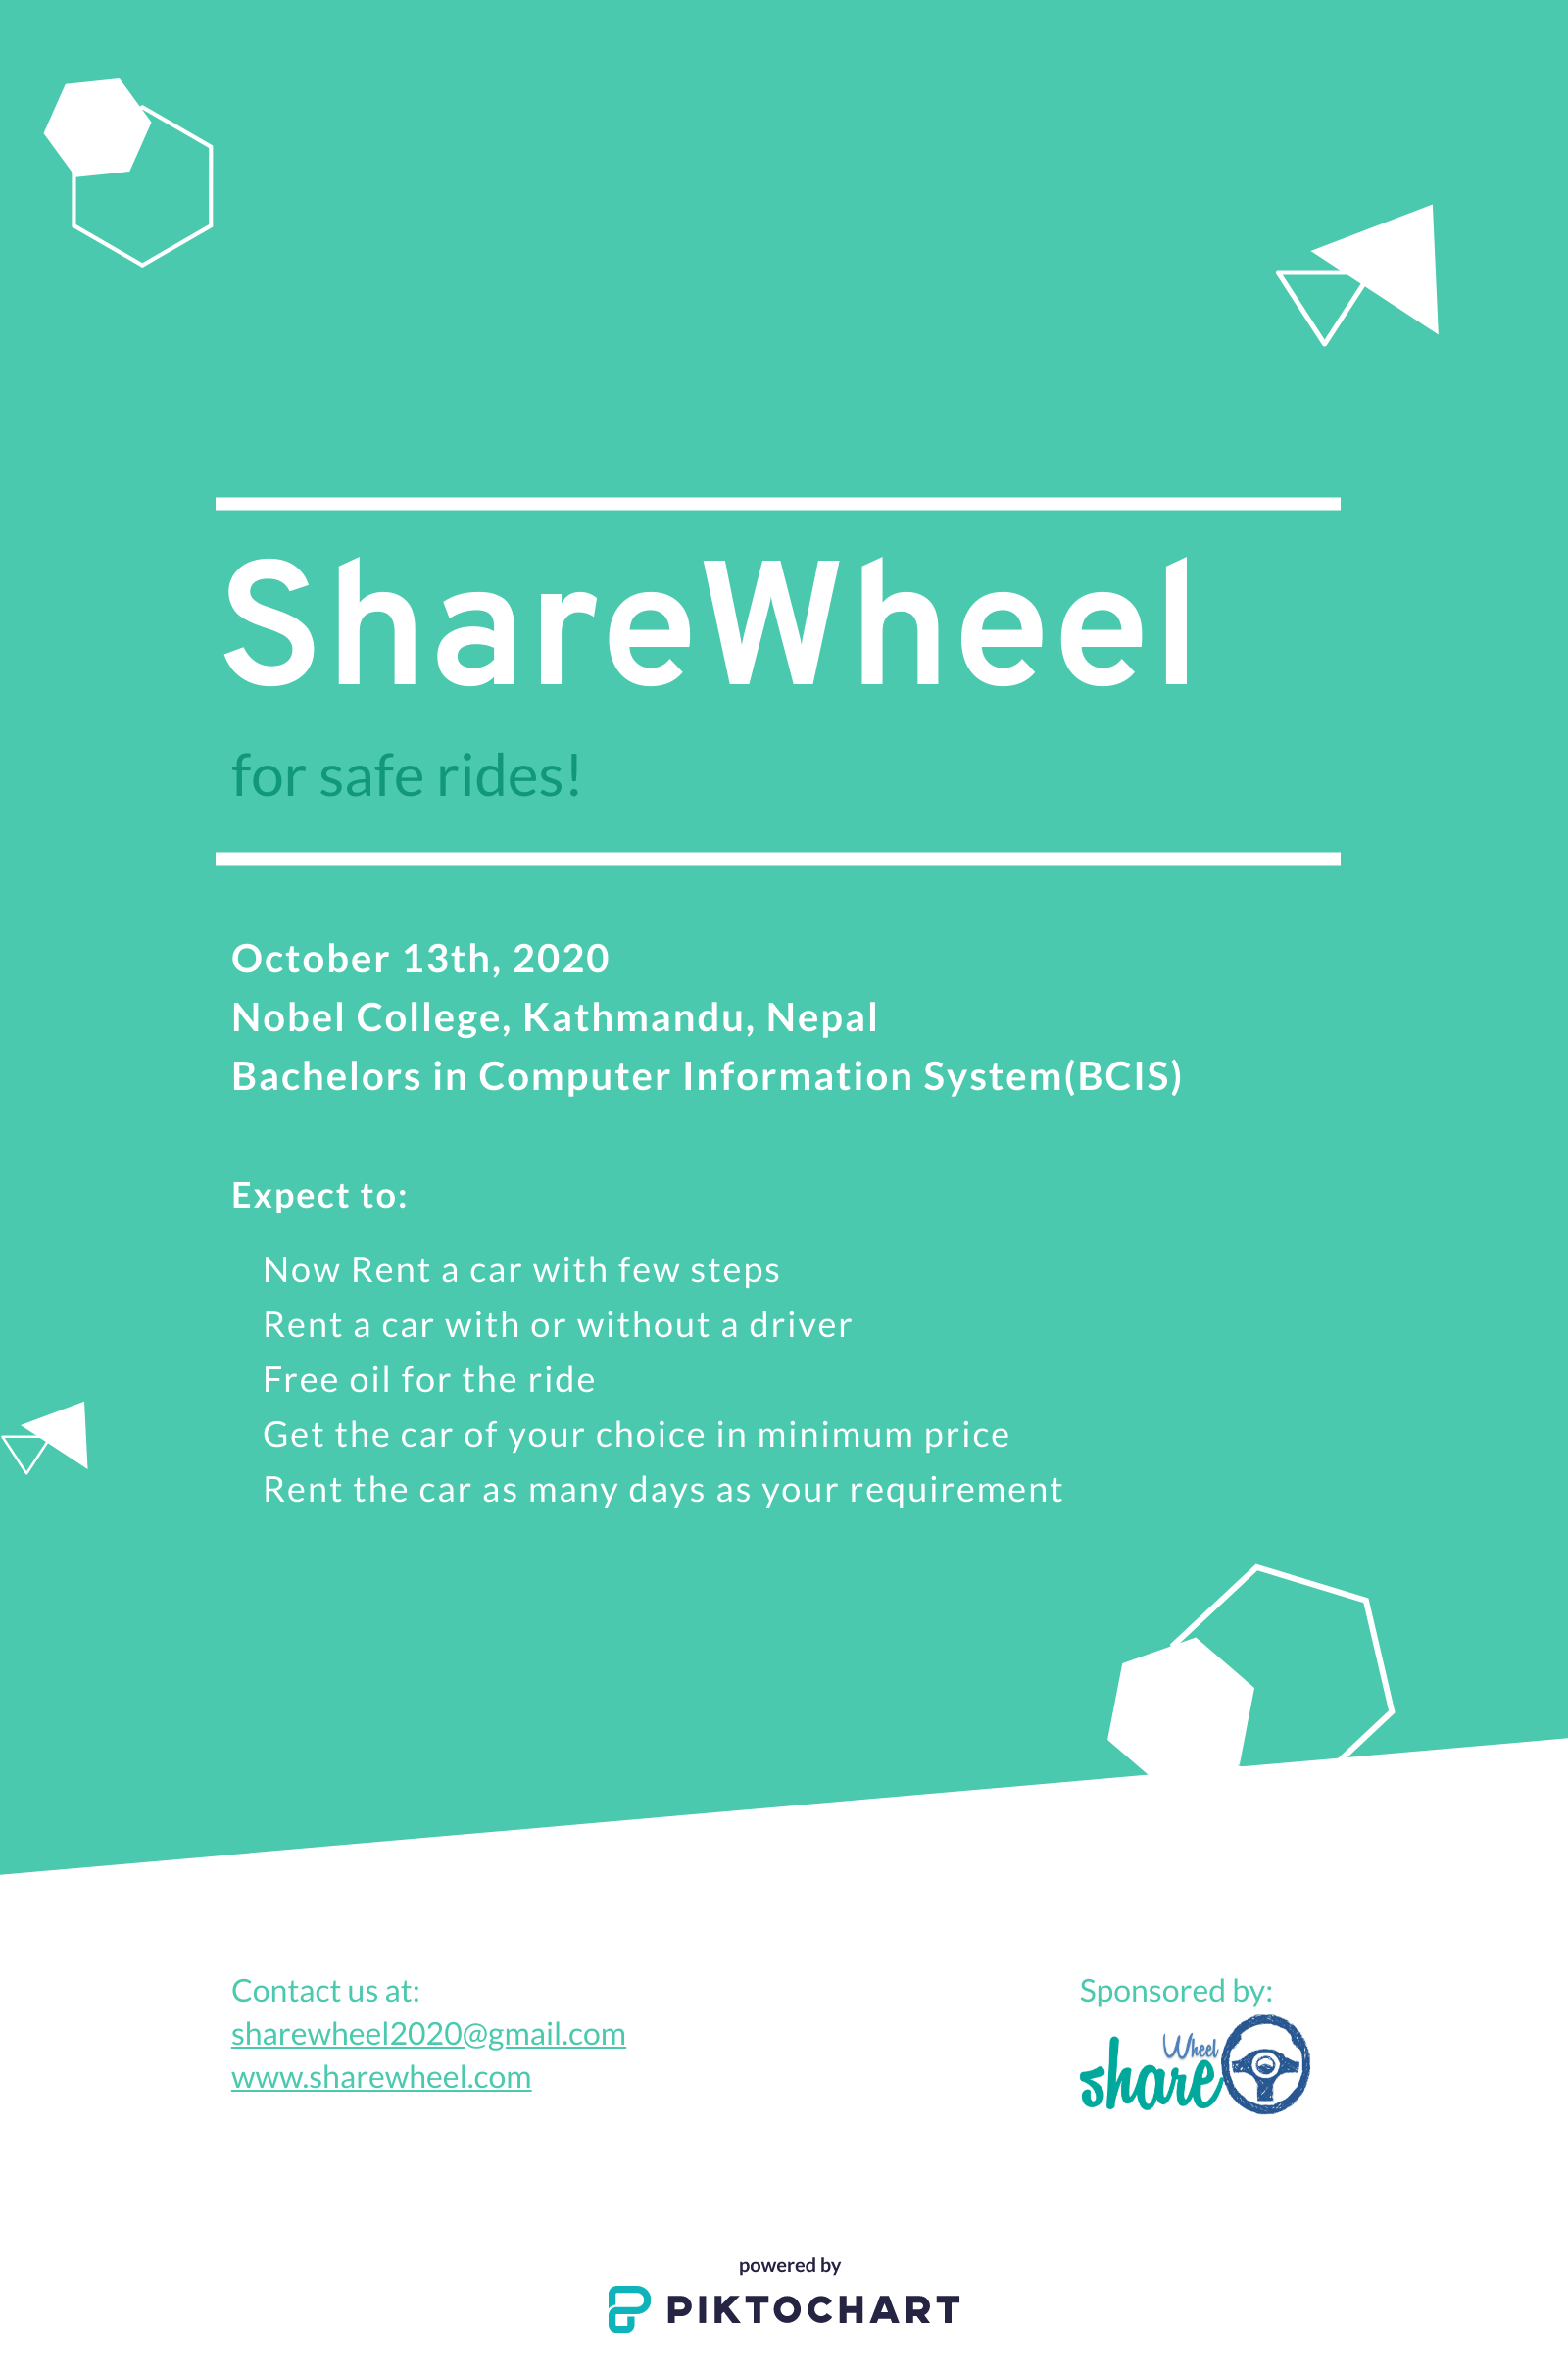 ShareWheel
for safe rides!
October 13th, 2020
Nobel College, Kathmandu, Nepal
Bachelors in Computer Information System(BCIS)
Expect to:
Now Rent a car with few steps
Rent a car with or without a driver
Free oil for the ride
Get the car of your choice in minimum price
Rent the car as many days as your requirement
Contact us at:
sharewheel2020@gmail.com
www.sharewheel.com
Sponsored by:
Wheel
share
powered by
PIKTOCHART